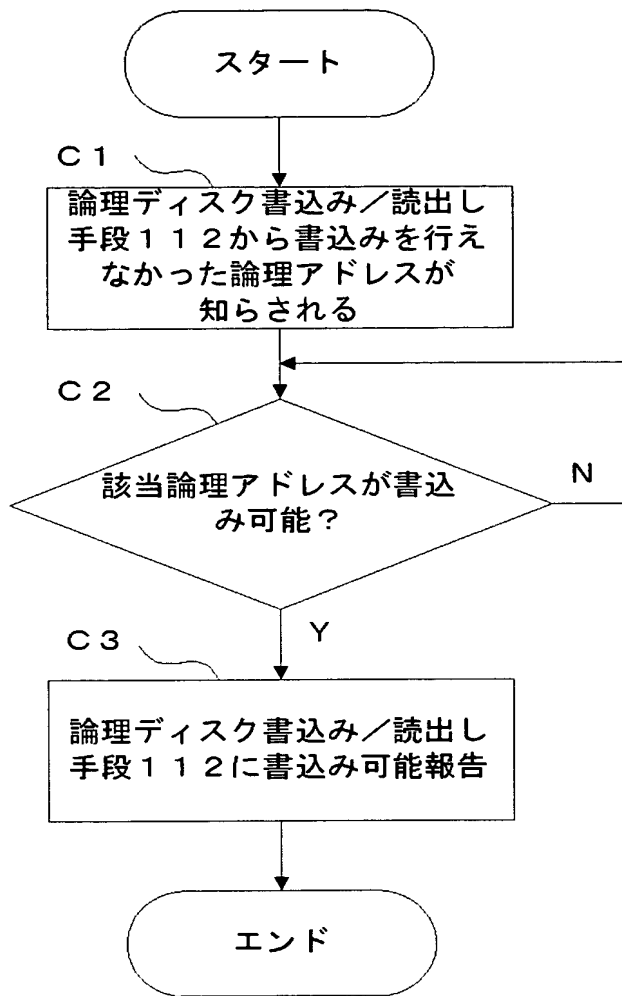 スタート
C1
論理ディスク書込み／読出し
手段１１２から書込みを行え
なかった論理アドレスが
知らされる
C2
該当論理アドレスが書込
み可能？
N
Y
C3
論理ディスク書込み／読出し
手段１１２に書込み可能報告
エンド